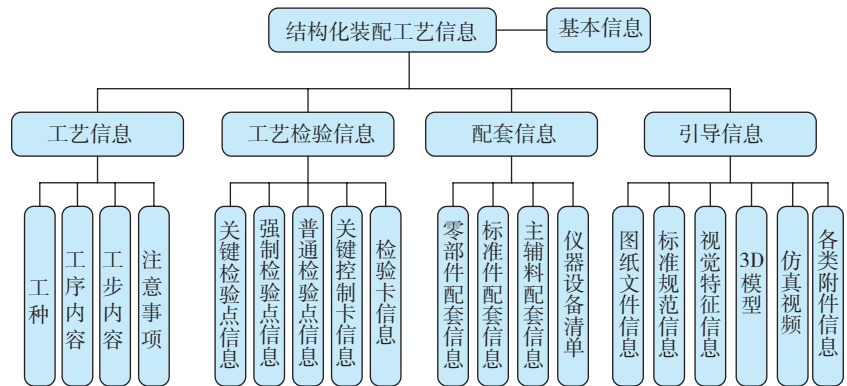 结构化装配工艺信息
基本信息
工艺信息
工艺检验信息
配套信息
引导信息
工种
工序内容
工步内容
注意事项
关键检验点信息
强制检验点信息
普通检验点信息
关键控制卡信息
检验卡信息
零部件配套信息
标准件配套信息
主辅料配套信息
仪器设备清单
图纸文件信息
标准规范信息
视觉特征信息
3D模型
仿真视频
各类附件信息